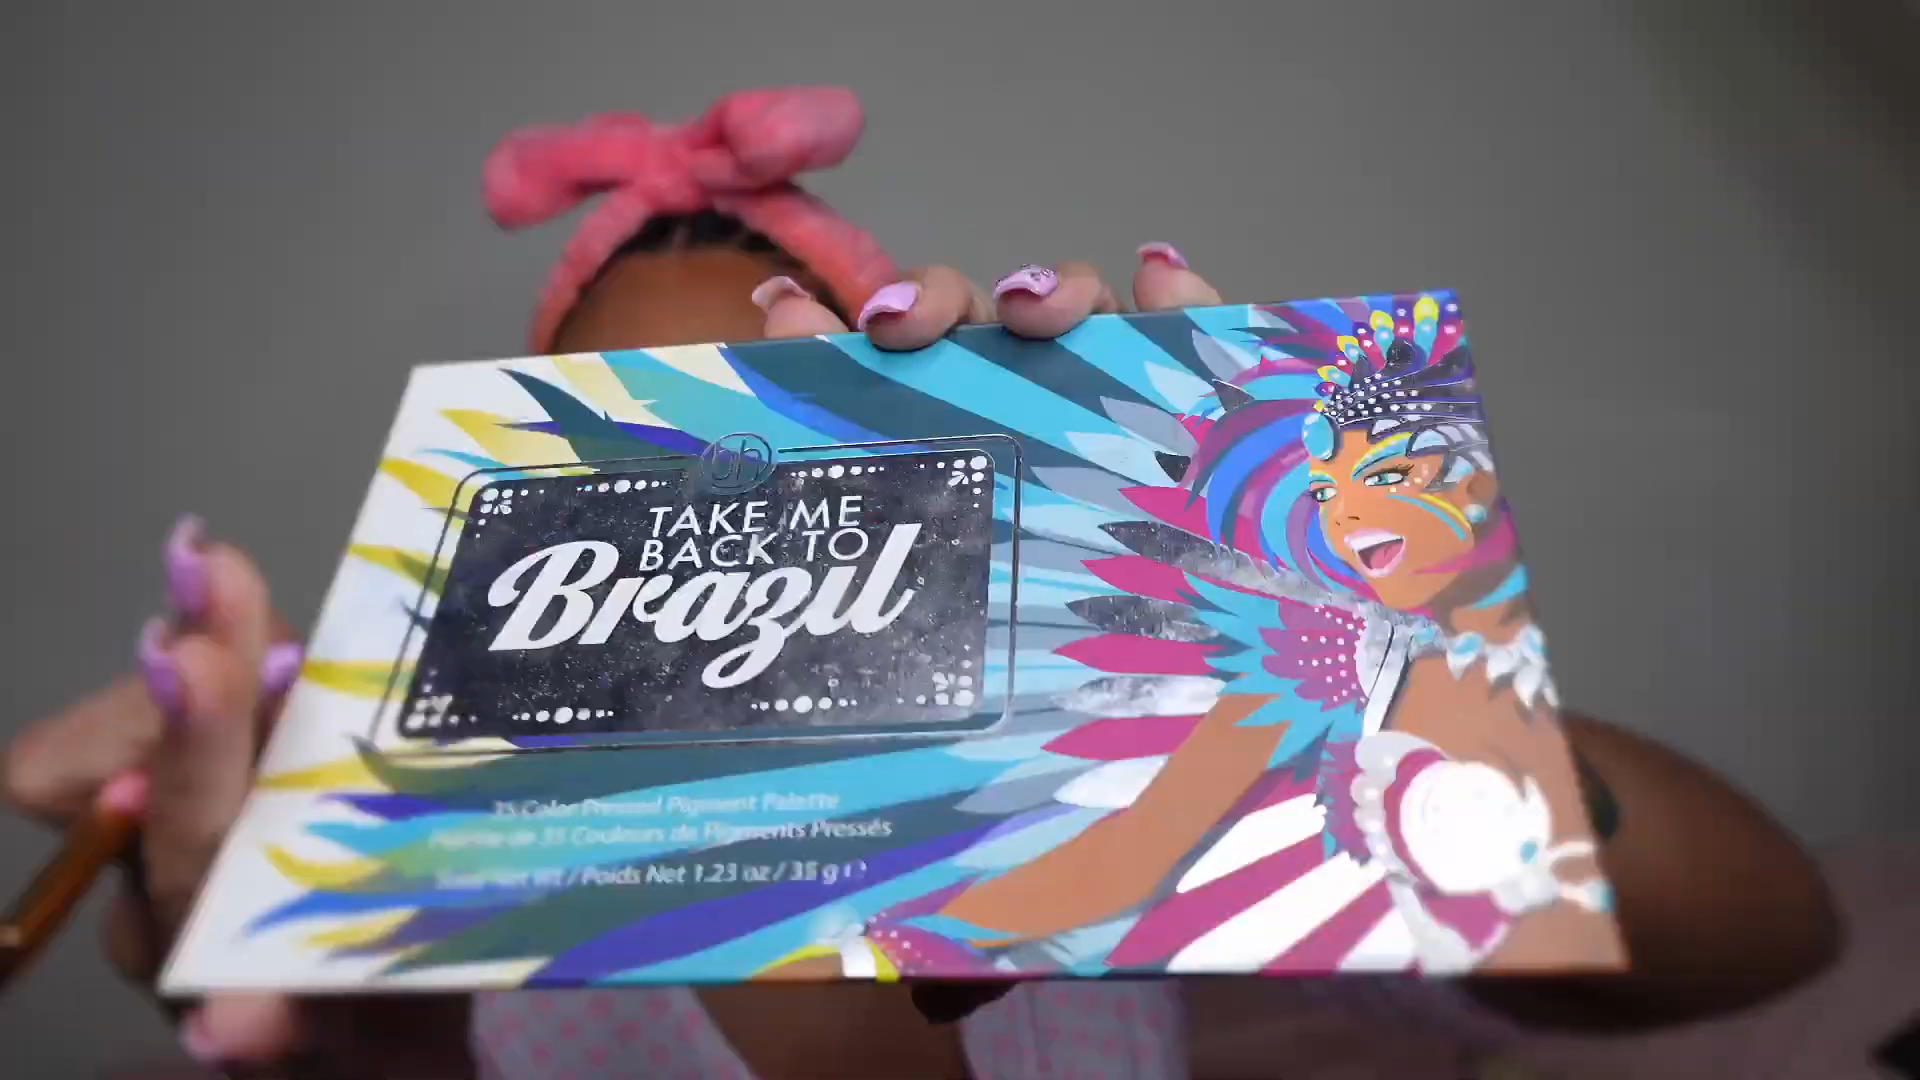 bh
TAKE ME
BACK TO
Brazil
35 Color Pressed Pigment Palette
Palette de 35 Couleurs de Pigments Pressés
Net Wt / Poids Net 1.23 oz / 35 g e